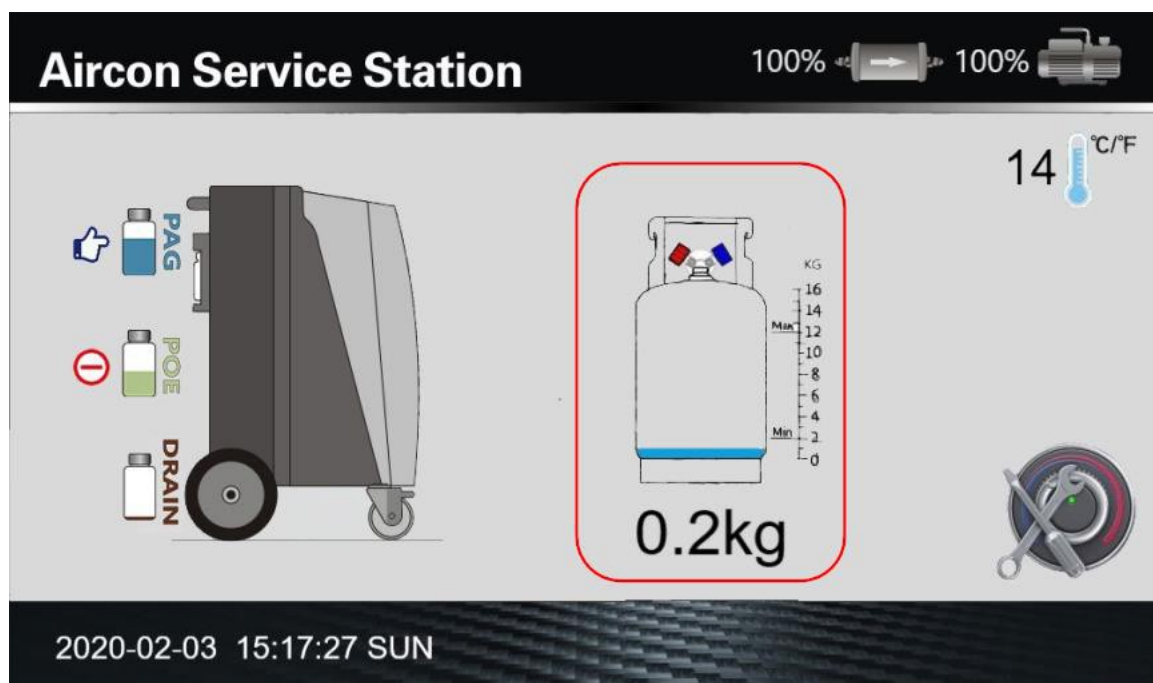 Aircon Service Station
100%
100%
14 °C/°F
PAG
POE
DRAIN
KG
16
14
Max 12
10
8
6
4
Min 2
0
0.2kg
2020-02-03 15:17:27 SUN